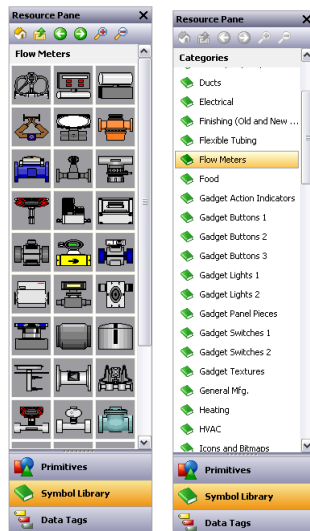 Resource Pane
Flow Meters
Primitives
Symbol Library
Data Tags
Resource Pane
Categories
Ducts
Electrical
Finishing (Old and New ...
Flexible Tubing
Flow Meters
Food
Gadget Action Indicators
Gadget Buttons 1
Gadget Buttons 2
Gadget Buttons 3
Gadget Lights 1
Gadget Lights 2
Gadget Panel Pieces
Gadget Switches 1
Gadget Switches 2
Gadget Textures
General Mfg.
Heating
HVAC
Icons and Bitmaps
Primitives
Symbol Library
Data Tags